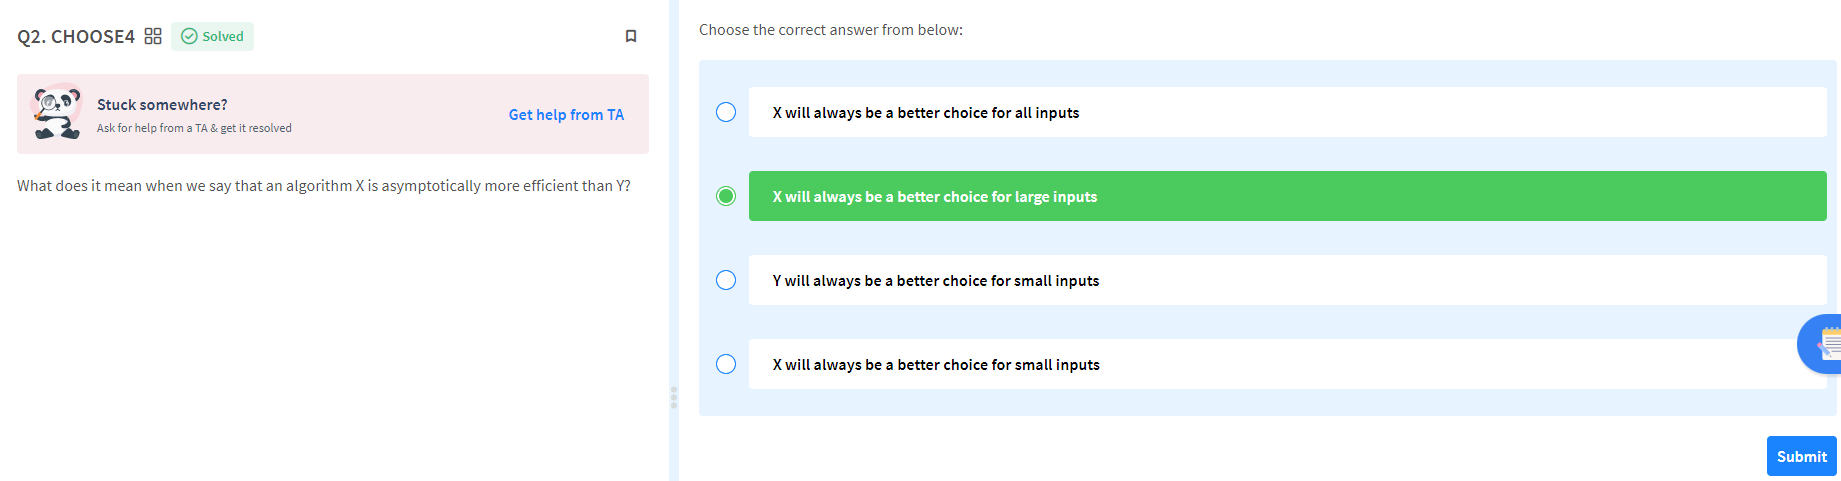 Q2. CHOOSE4
Solved
Stuck somewhere?
Ask for help from a TA & get it resolved
Get help from TA
What does it mean when we say that an algorithm X is asymptotically more efficient than Y?
Choose the correct answer from below:
X will always be a better choice for all inputs
X will always be a better choice for large inputs
Y will always be a better choice for small inputs
X will always be a better choice for small inputs
Submit